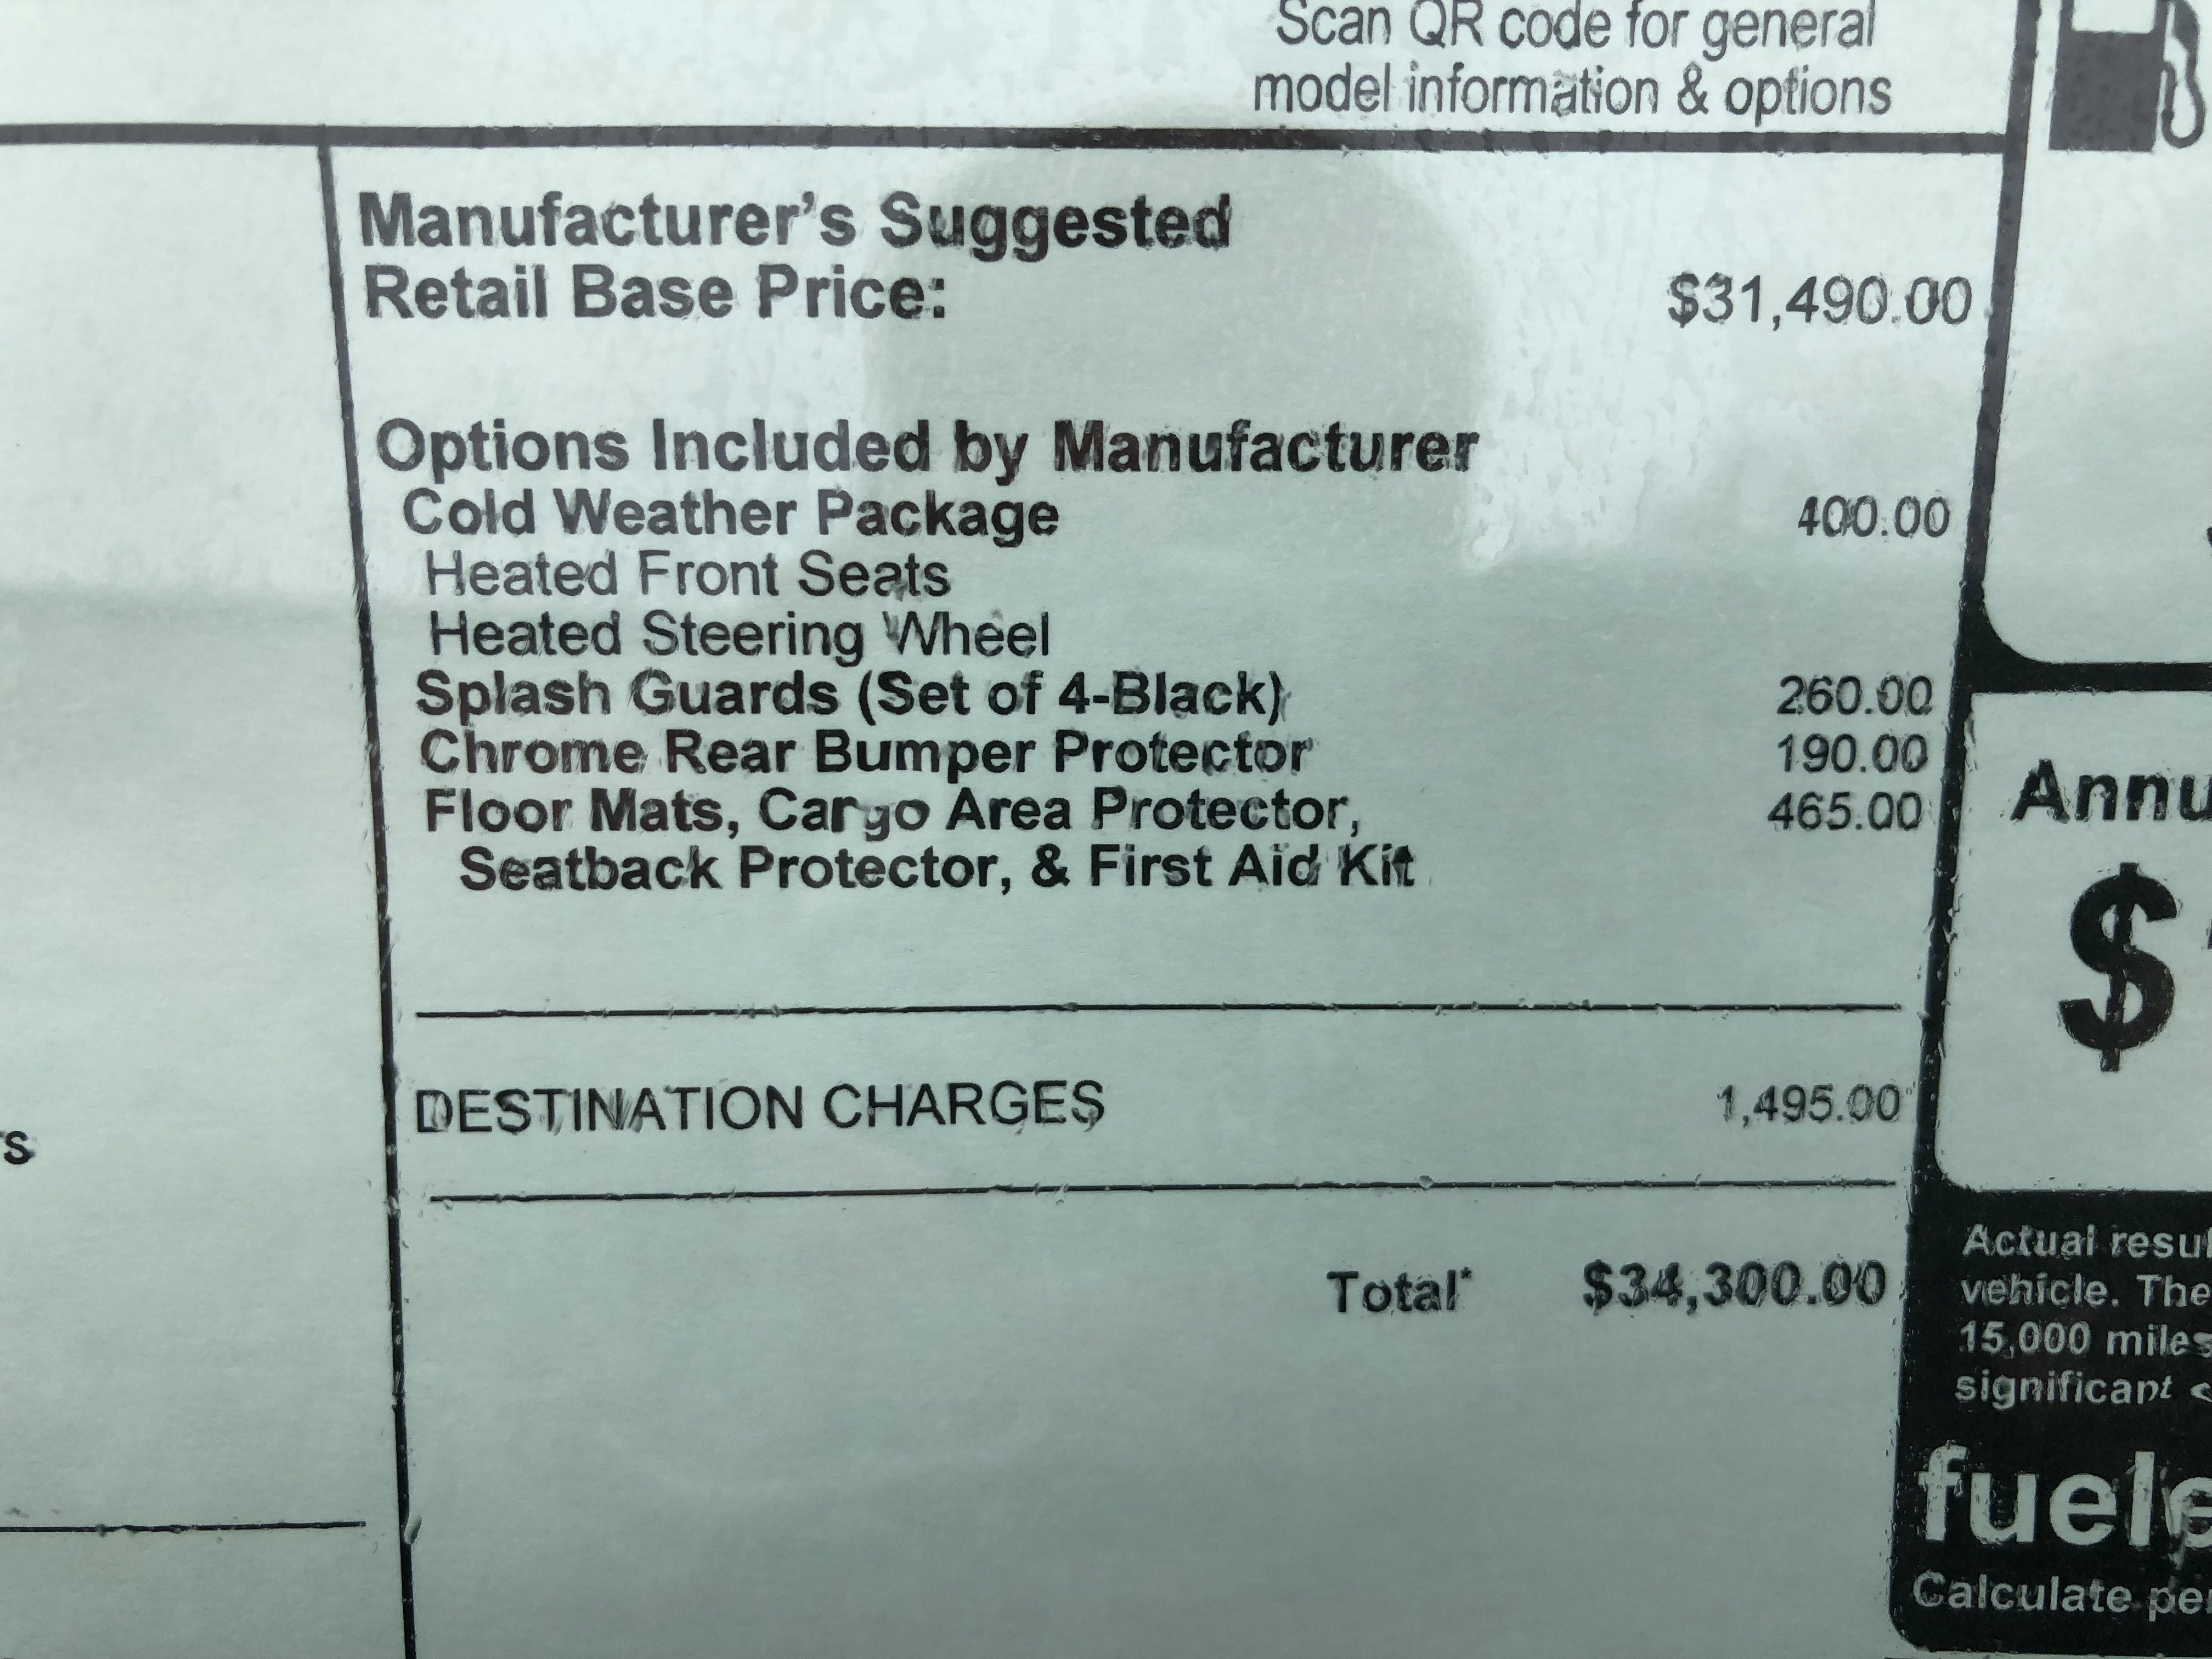 Scan QR code for general
model information & options
Manufacturer's Suggested
Retail Base Price: $31,490.00
Options Included by Manufacturer
Cold Weather Package 400.00
Heated Front Seats
Heated Steering Wheel
Splash Guards (Set of 4-Black) 260.00
Chrome Rear Bumper Protector 190.00
Floor Mats, Cargo Area Protector, 465.00
Seatback Protector, & First Aid Kit
DESTINATION CHARGES 1,495.00
Total* $34,300.00
s
Annu
$
Actual resul
vehicle. The
15,000 miles
significant
fuele
Calculate pe